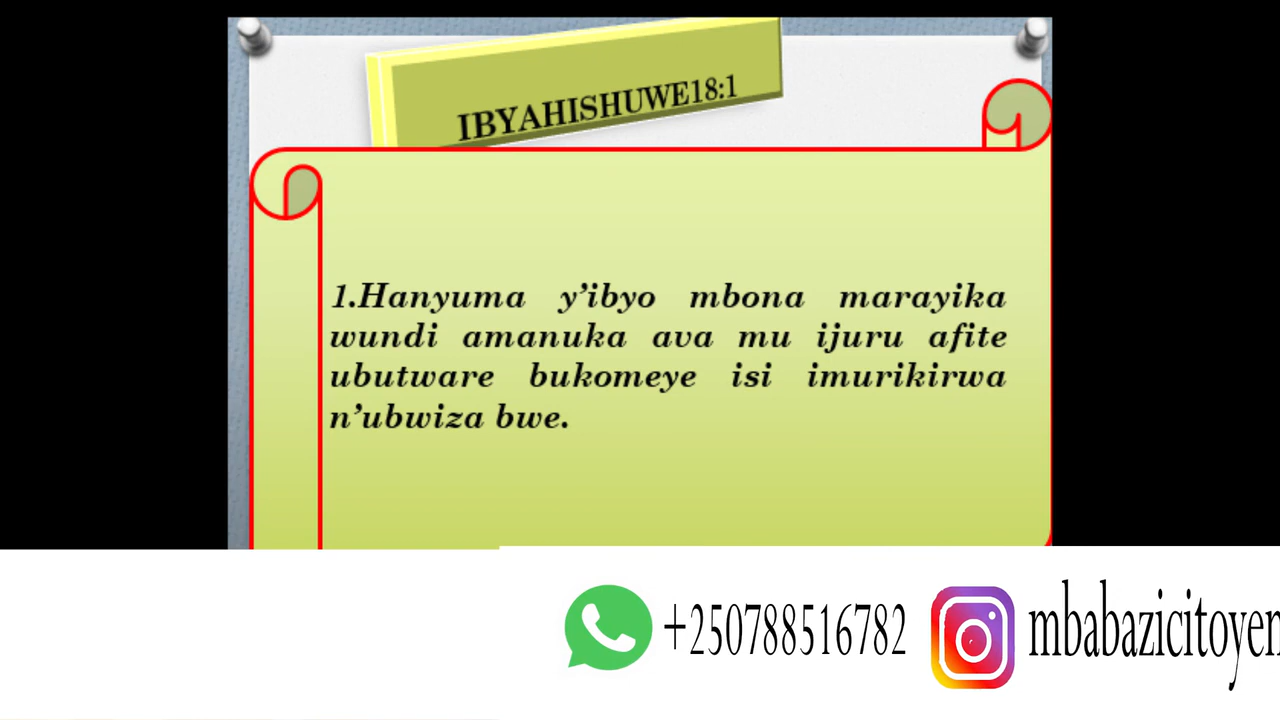 IBYAHISHUWE18:1
1.Hanyuma y’ibyo mbona marayika
wundi amanuka ava mu ijuru afite
ubutware bukomeye isi imurikirwa
n’ubwiza bwe.
+250788516782 mbabazicitoyen